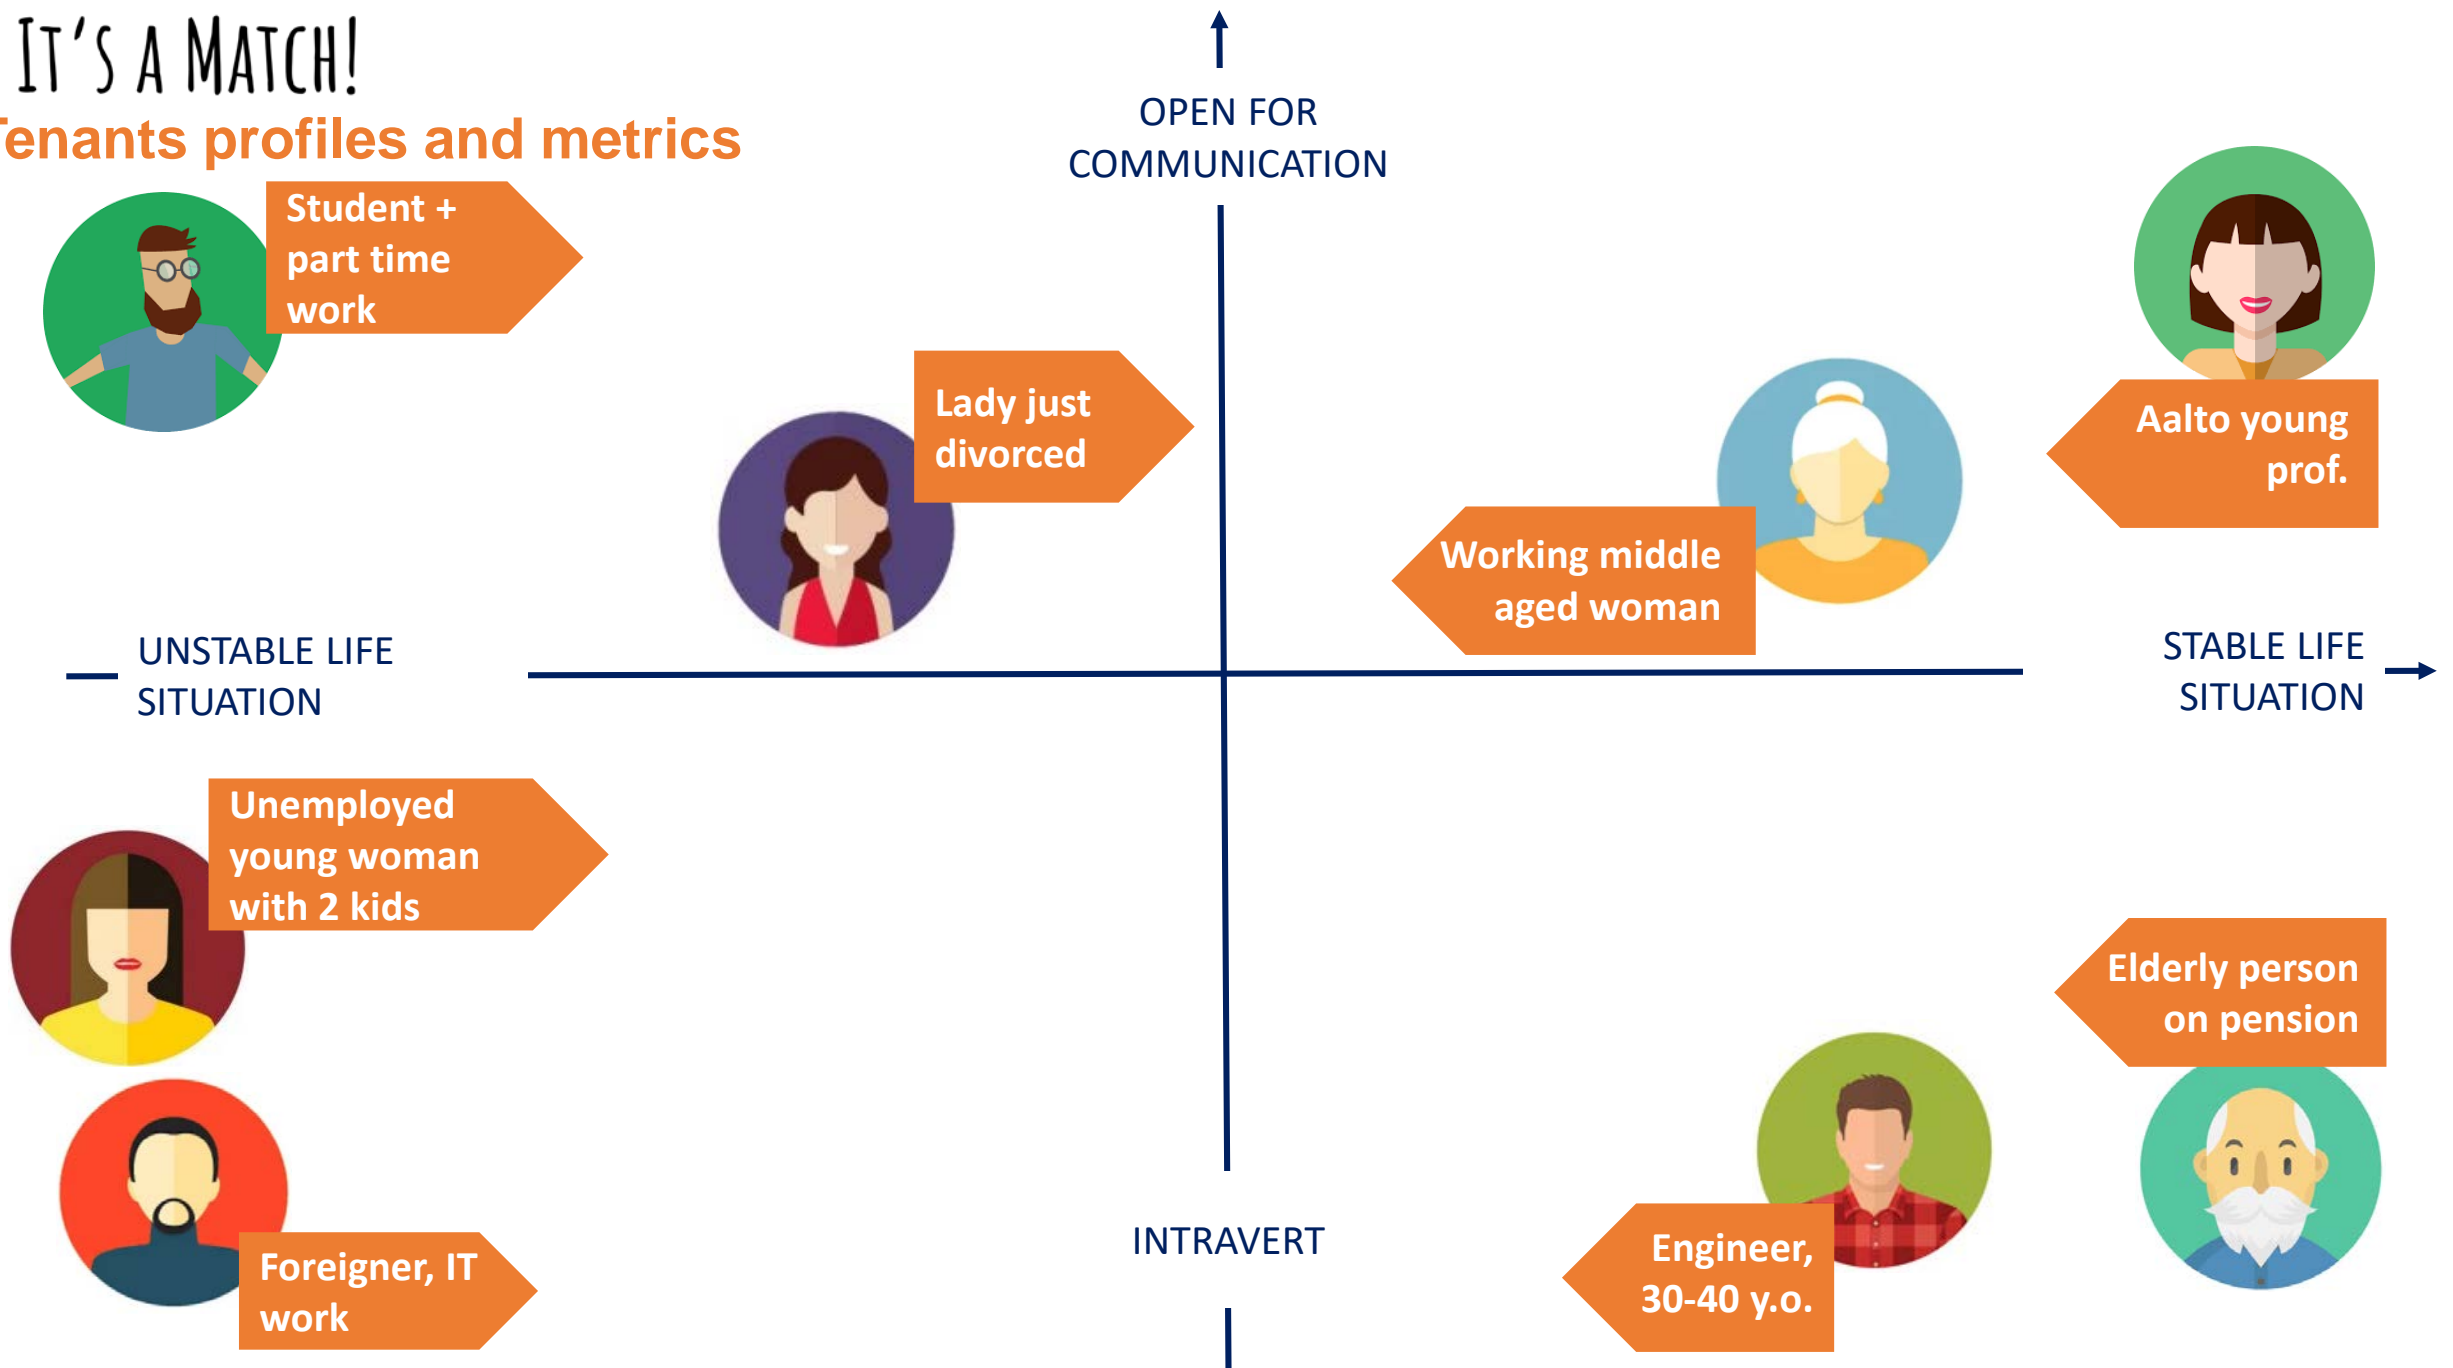 IT'S A MATCH!
Tenants profiles and metrics
OPEN FOR
COMMUNICATION
Student +
part time
work
Lady just
divorced
Aalto young
prof.
Working middle
aged woman
UNSTABLE LIFE
SITUATION
STABLE LIFE
SITUATION
Unemployed
young woman
with 2 kids
Elderly person
on pension
Foreigner, IT
work
INTRAVERT
Engineer,
30-40 y.o.